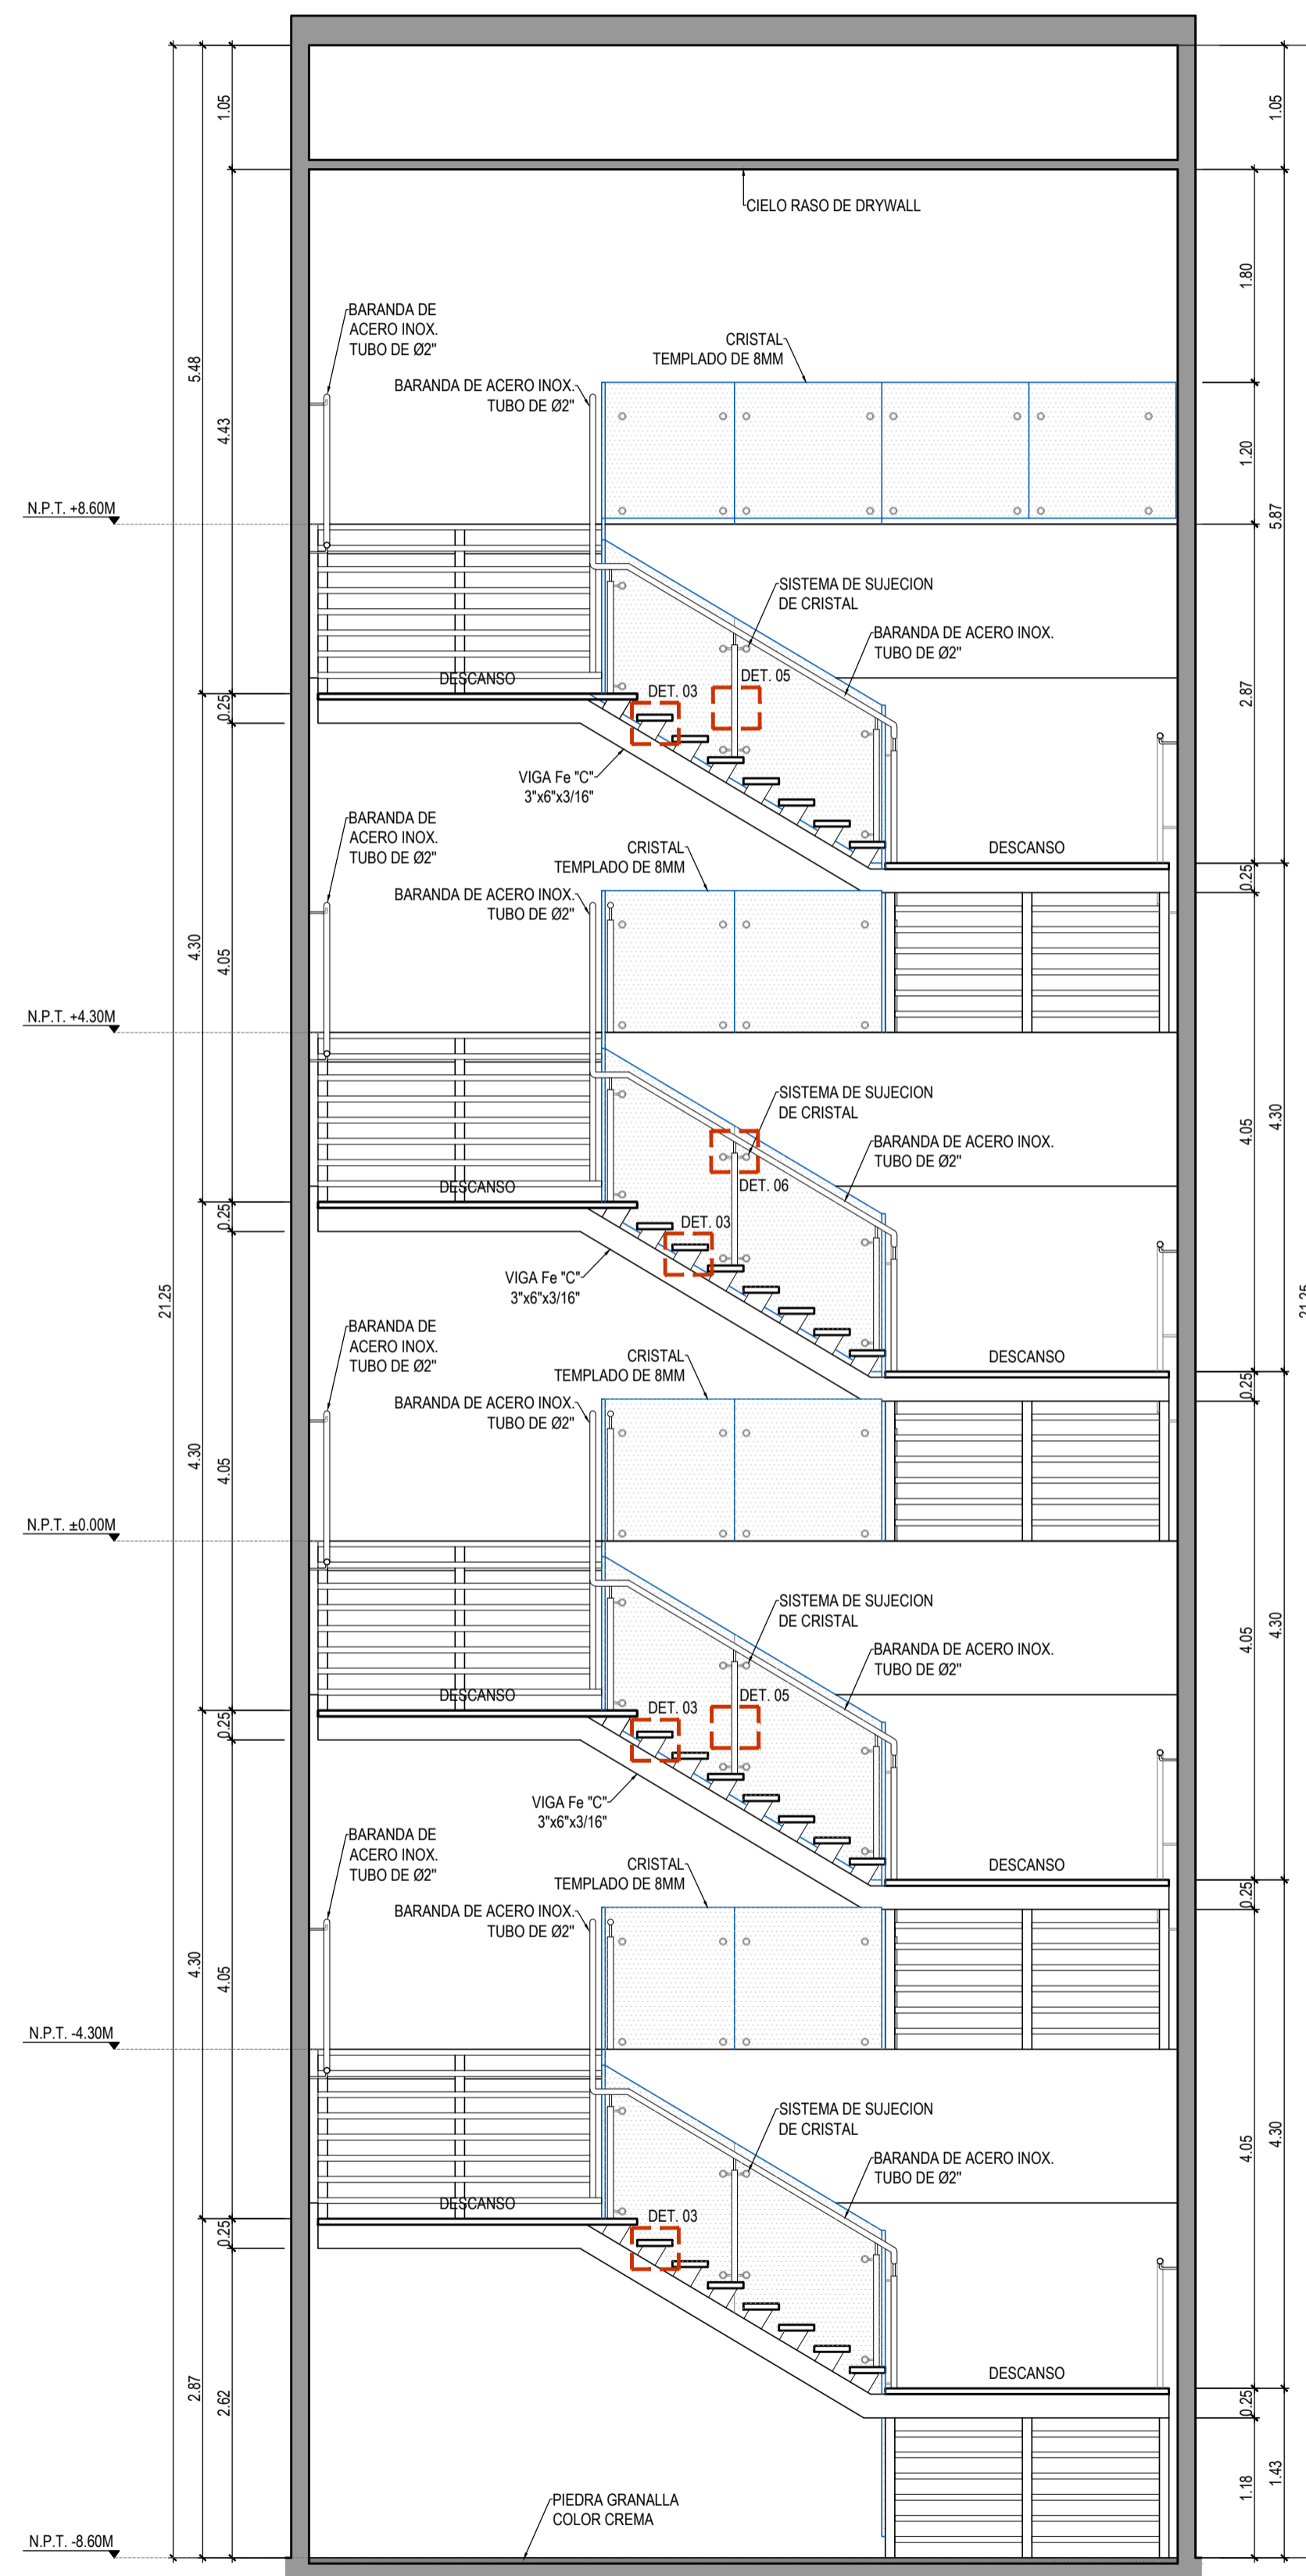 1.05
1.05
CIELO RASO DE DRYWALL
1.80
BARANDA DE
ACERO INOX.
TUBO DE Ø2"
CRISTAL
TEMPLADO DE 8MM
5.48
BARANDA DE ACERO INOX.
TUBO DE Ø2"
4.43
1.20
N.P.T. +8.60M
5.87
SISTEMA DE SUJECION
DE CRISTAL
BARANDA DE ACERO INOX.
TUBO DE Ø2"
DESCANSO
DET. 03
DET. 05
2.87
0.25
VIGA Fe "C"
3"x6"x3/16"
BARANDA DE
ACERO INOX.
TUBO DE Ø2"
CRISTAL
TEMPLADO DE 8MM
DESCANSO
0.25
BARANDA DE ACERO INOX.
TUBO DE Ø2"
4.30
4.05
N.P.T. +4.30M
SISTEMA DE SUJECION
DE CRISTAL
4.05
4.30
BARANDA DE ACERO INOX.
TUBO DE Ø2"
DESCANSO
DET. 06
DET. 03
0.25
VIGA Fe "C"
3"x6"x3/16"
21.25
21.25
BARANDA DE
ACERO INOX.
TUBO DE Ø2"
CRISTAL
TEMPLADO DE 8MM
DESCANSO
0.25
BARANDA DE ACERO INOX.
TUBO DE Ø2"
4.30
4.05
N.P.T. ±0.00M
SISTEMA DE SUJECION
DE CRISTAL
4.05
4.30
BARANDA DE ACERO INOX.
TUBO DE Ø2"
DESCANSO
DET. 03
DET. 05
0.25
VIGA Fe "C"
3"x6"x3/16"
BARANDA DE
ACERO INOX.
TUBO DE Ø2"
CRISTAL
TEMPLADO DE 8MM
DESCANSO
0.25
BARANDA DE ACERO INOX.
TUBO DE Ø2"
4.30
4.05
N.P.T. -4.30M
SISTEMA DE SUJECION
DE CRISTAL
4.05
4.30
BARANDA DE ACERO INOX.
TUBO DE Ø2"
DESCANSO
DET. 03
0.25
DESCANSO
2.87
2.62
0.25
1.18
1.43
PIEDRA GRANALLA
COLOR CREMA
N.P.T. -8.60M